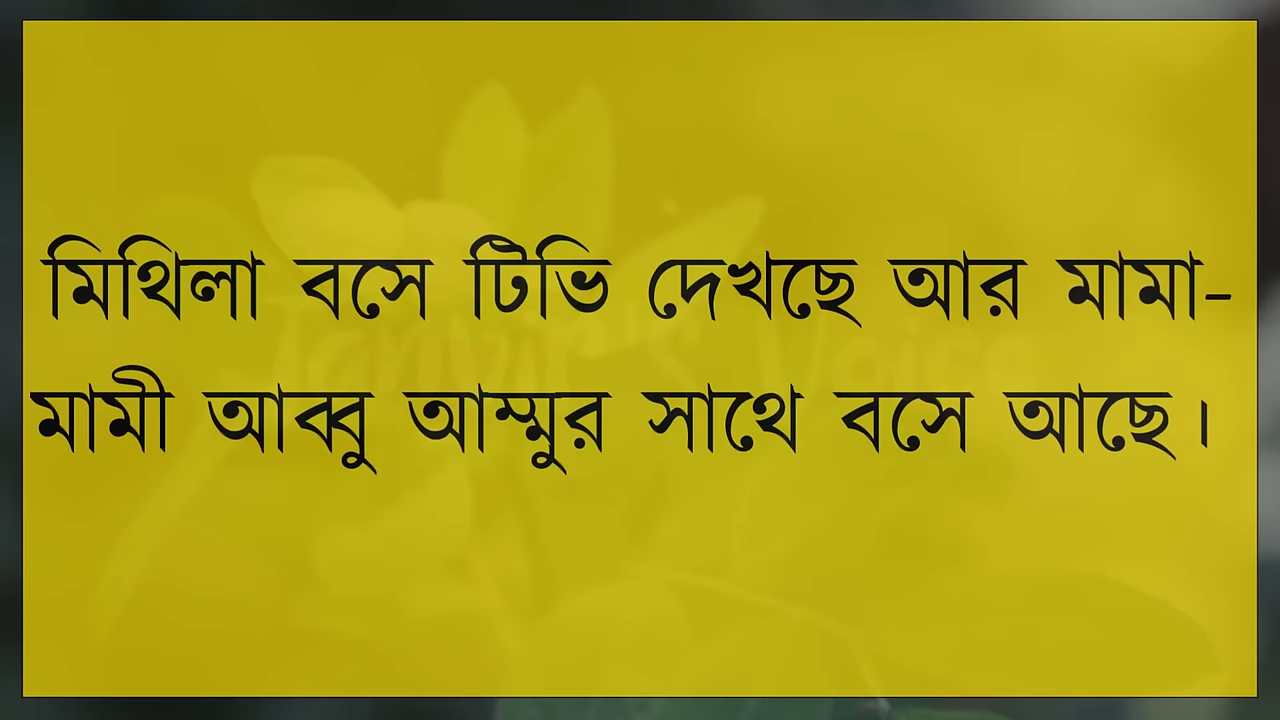 মিথিলা বসে টিভি দেখছে আর মামা-
মামী আব্বু আম্মুর সাথে বসে আছে।